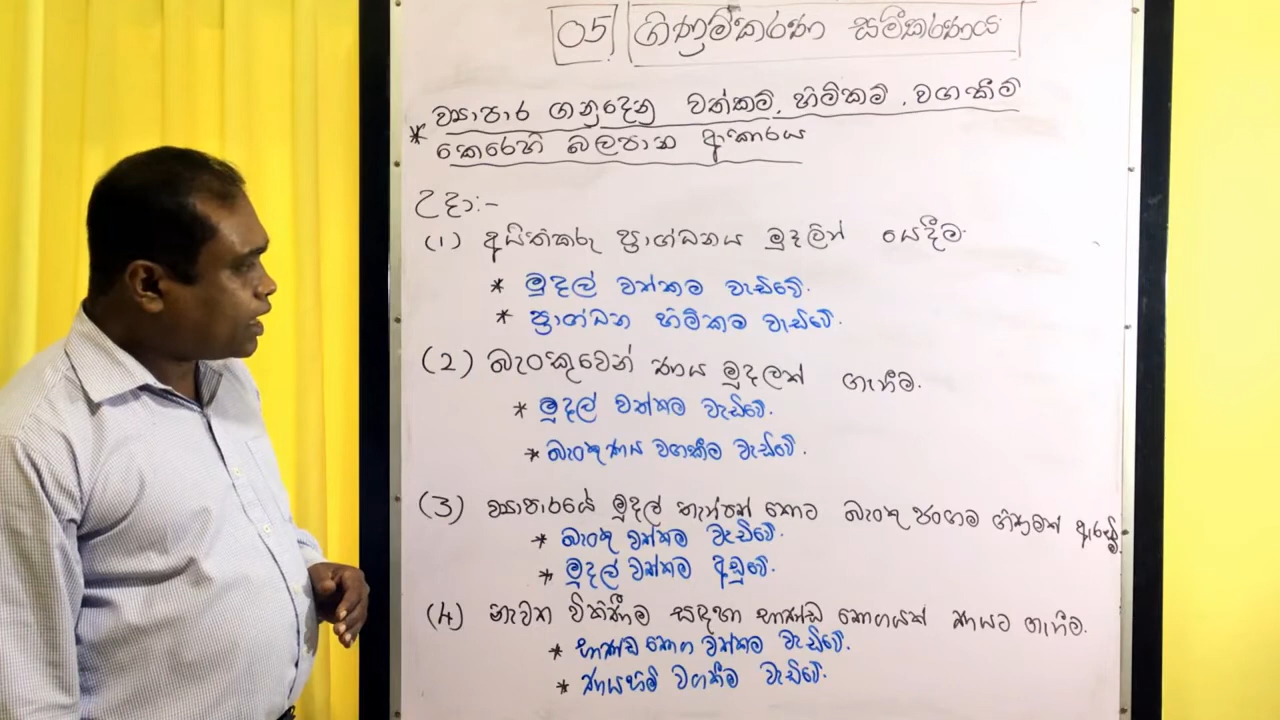 05 ගිණුම්කරණ සමීකරණය
* ව්‍යාපාර ගනුදෙනු වත්කම්, හිමිකම්, වගකීම්
කෙරෙහි බලපාන ආකාරය
උදා:-
(1) අයිතිකරු ප්‍රාග්ධනය මුදලින් යෙදීම.
* මුදල් වත්කම වැඩිවේ.
* ප්‍රාග්ධන හිමිකම වැඩිවේ.
(2) බැංකුවෙන් ණය මුදලක් ගැනීම.
* මුදල් වත්කම වැඩිවේ.
* බැංකු ණය වගකීම වැඩිවේ.
(3) ව්‍යාපාරයේ මුදල් තැන්පත් කොට බැංකු ජංගම ගිණුමක් ඇරඹීම.
* බැංකු වත්කම වැඩිවේ.
* මුදල් වත්කම අඩුවේ.
(4) නැවත විකිණීම සඳහා භාණ්ඩ තොගයක් ණයට ගැනීම.
* භාණ්ඩ තොග වත්කම වැඩිවේ.
* ණයහිමි වගකීම වැඩිවේ.